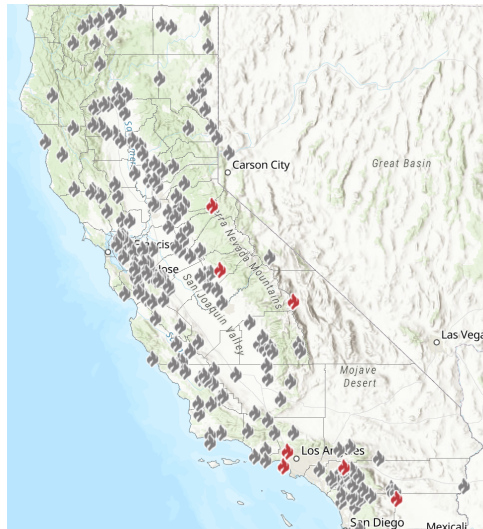 Carson City
Great Basin
Sierra Nevada Mountains
San Joaquin Valley
Las Vega
Mojave
Desert
Los Angeles
San Diego
Mexicali